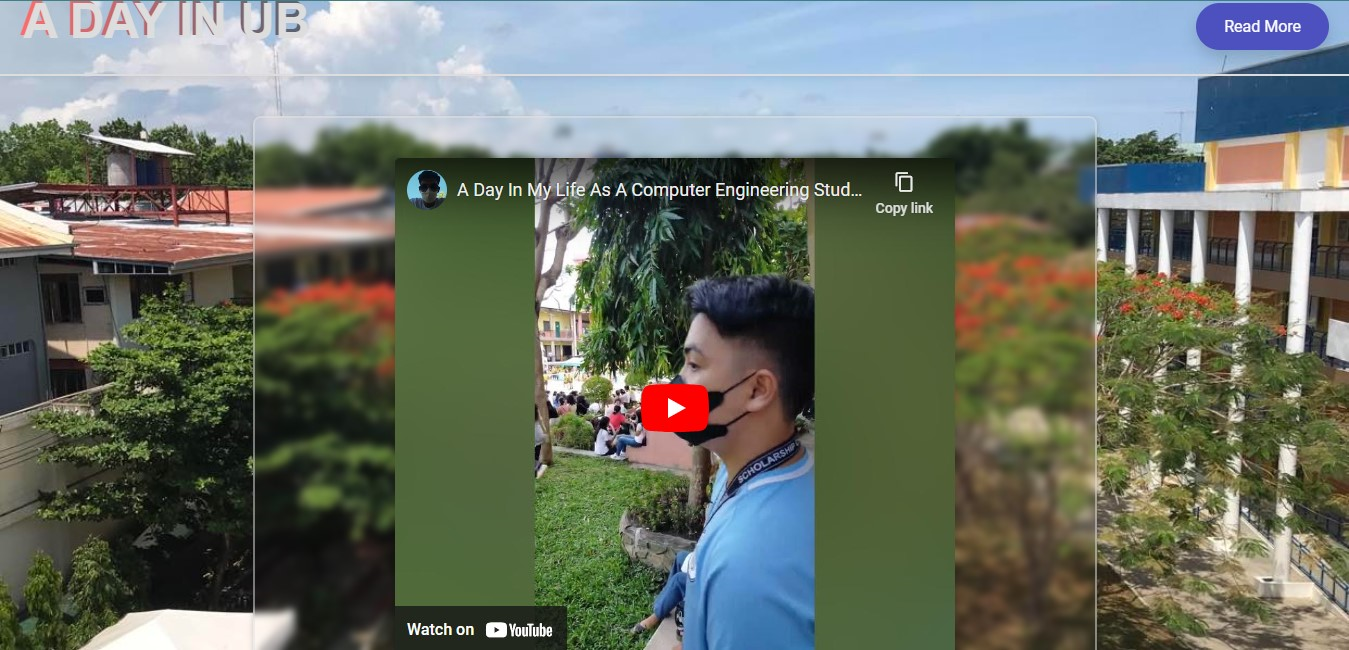 A DAY IN UB
Read More
A Day In My Life As A Computer Engineering Stud...
Copy link
SCHOLARSHIP
Watch on YouTube